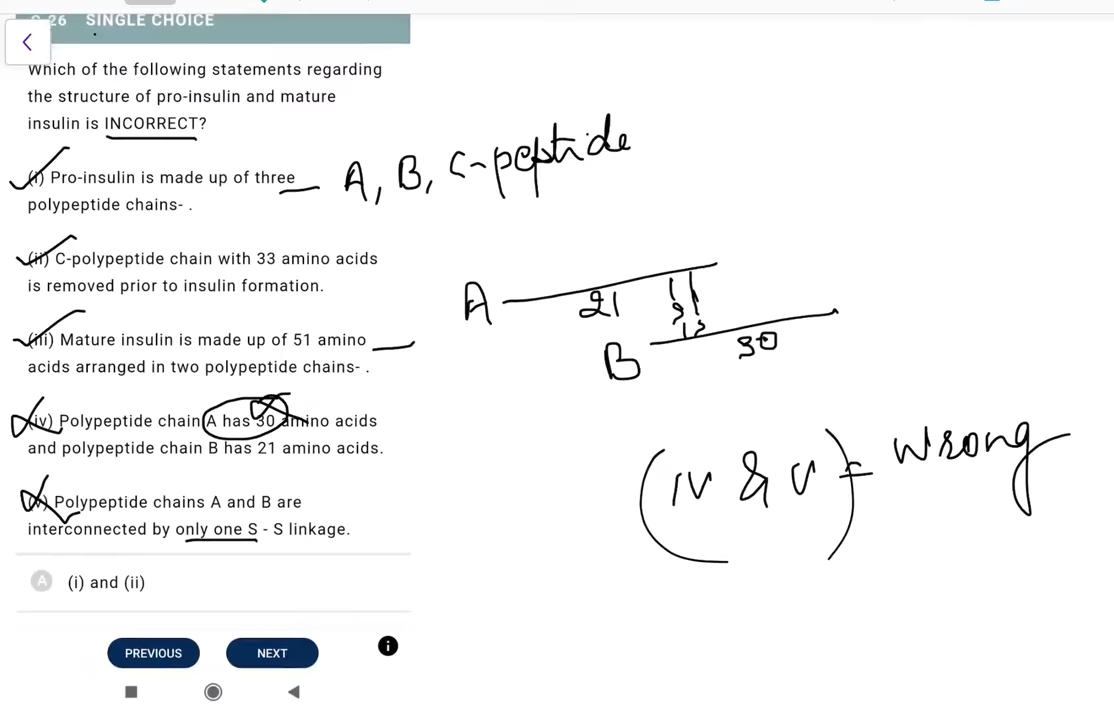 Q.26 SINGLE CHOICE
Which of the following statements regarding
the structure of pro-insulin and mature
insulin is INCORRECT?
(i) Pro-insulin is made up of three
polypeptide chains- .
A, B, C-peptide
(ii) C-polypeptide chain with 33 amino acids
is removed prior to insulin formation.
A 21
B 30
(iii) Mature insulin is made up of 51 amino
acids arranged in two polypeptide chains- .
(iv) Polypeptide chain A has 30 amino acids
and polypeptide chain B has 21 amino acids.
(IV & V) = wrong
(v) Polypeptide chains A and B are
interconnected by only one S - S linkage.
A (i) and (ii)
PREVIOUS NEXT i